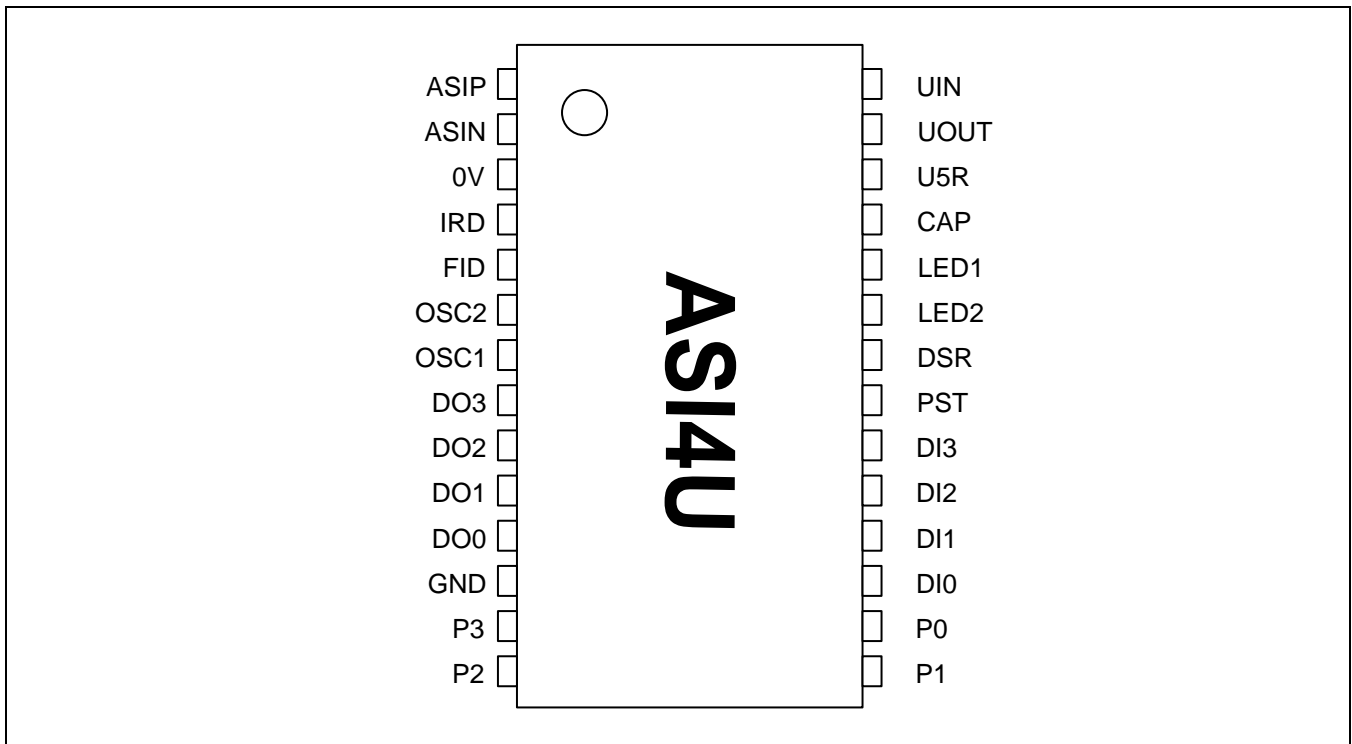 ASIP
ASIN
0V
IRD
FID
OSC2
OSC1
DO3
DO2
DO1
DO0
GND
P3
P2
ASI4U
UIN
UOUT
U5R
CAP
LED1
LED2
DSR
PST
DI3
DI2
DI1
DI0
P0
P1